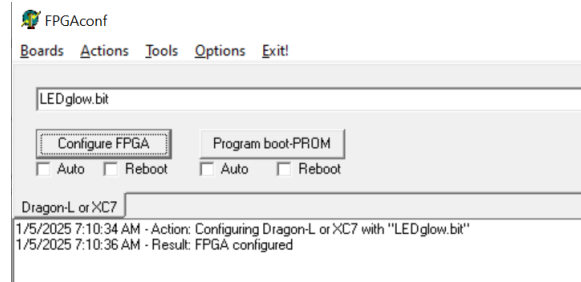 FPGAconf
Boards Actions Tools Options Exit!
LEDglow.bit
Configure FPGA Program boot-PROM
Auto Reboot Auto Reboot
Dragon-L or XC7
1/5/2025 7:10:34 AM - Action: Configuring Dragon-L or XC7 with "LEDglow.bit"
1/5/2025 7:10:36 AM - Result: FPGA configured